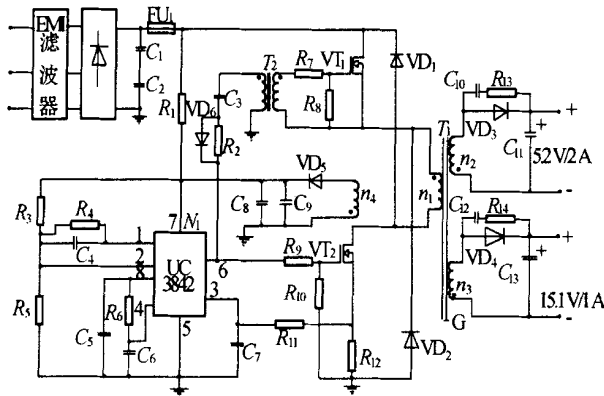 EMI
滤
波
器
FU₁
C₁
C₂
R₁
VD₆
C₃
R₂
T₂
R₇
VT₁
R₈
VD₁
C₁₀
R₁₃
VD₃
+
+
C₁₁
T₁
n₂
5.2V/2A
-
n₁
VD₅
n₄
C₈
C₉
C₁₂
R₁₄
VD₄
+
+
C₁₃
n₃
15.1V/1A
-
G
R₃
R₄
C₄
7
N₁
1
2
8
UC
3842
6
R₉
VT₂
R₁₀
R₅
R₆
4
3
5
C₅
C₆
C₇
R₁₁
R₁₂
VD₂